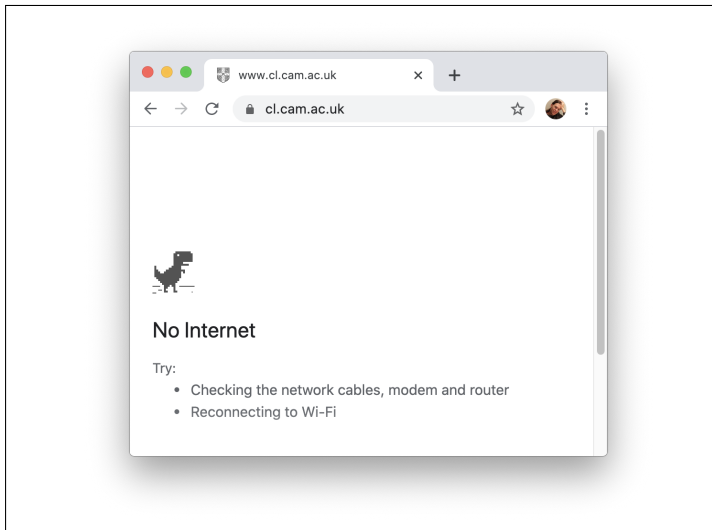 www.cl.cam.ac.uk
cl.cam.ac.uk
No Internet
Try:
• Checking the network cables, modem and router
• Reconnecting to Wi-Fi